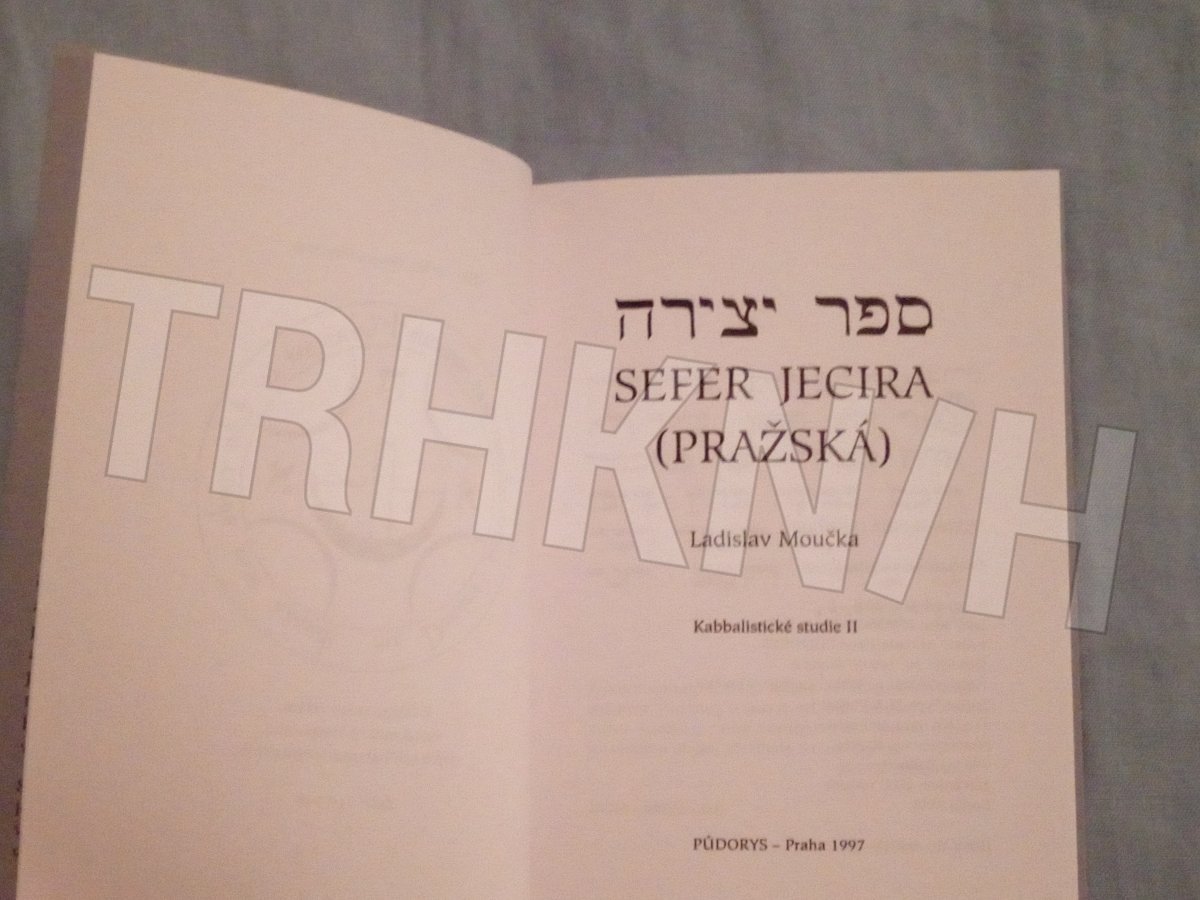 ספר יצירה
SEFER JECIRA
(PRAŽSKÁ)
Ladislav Moučka
Kabbalistické studie II
PŮDORYS – Praha 1997
TRHKNIH